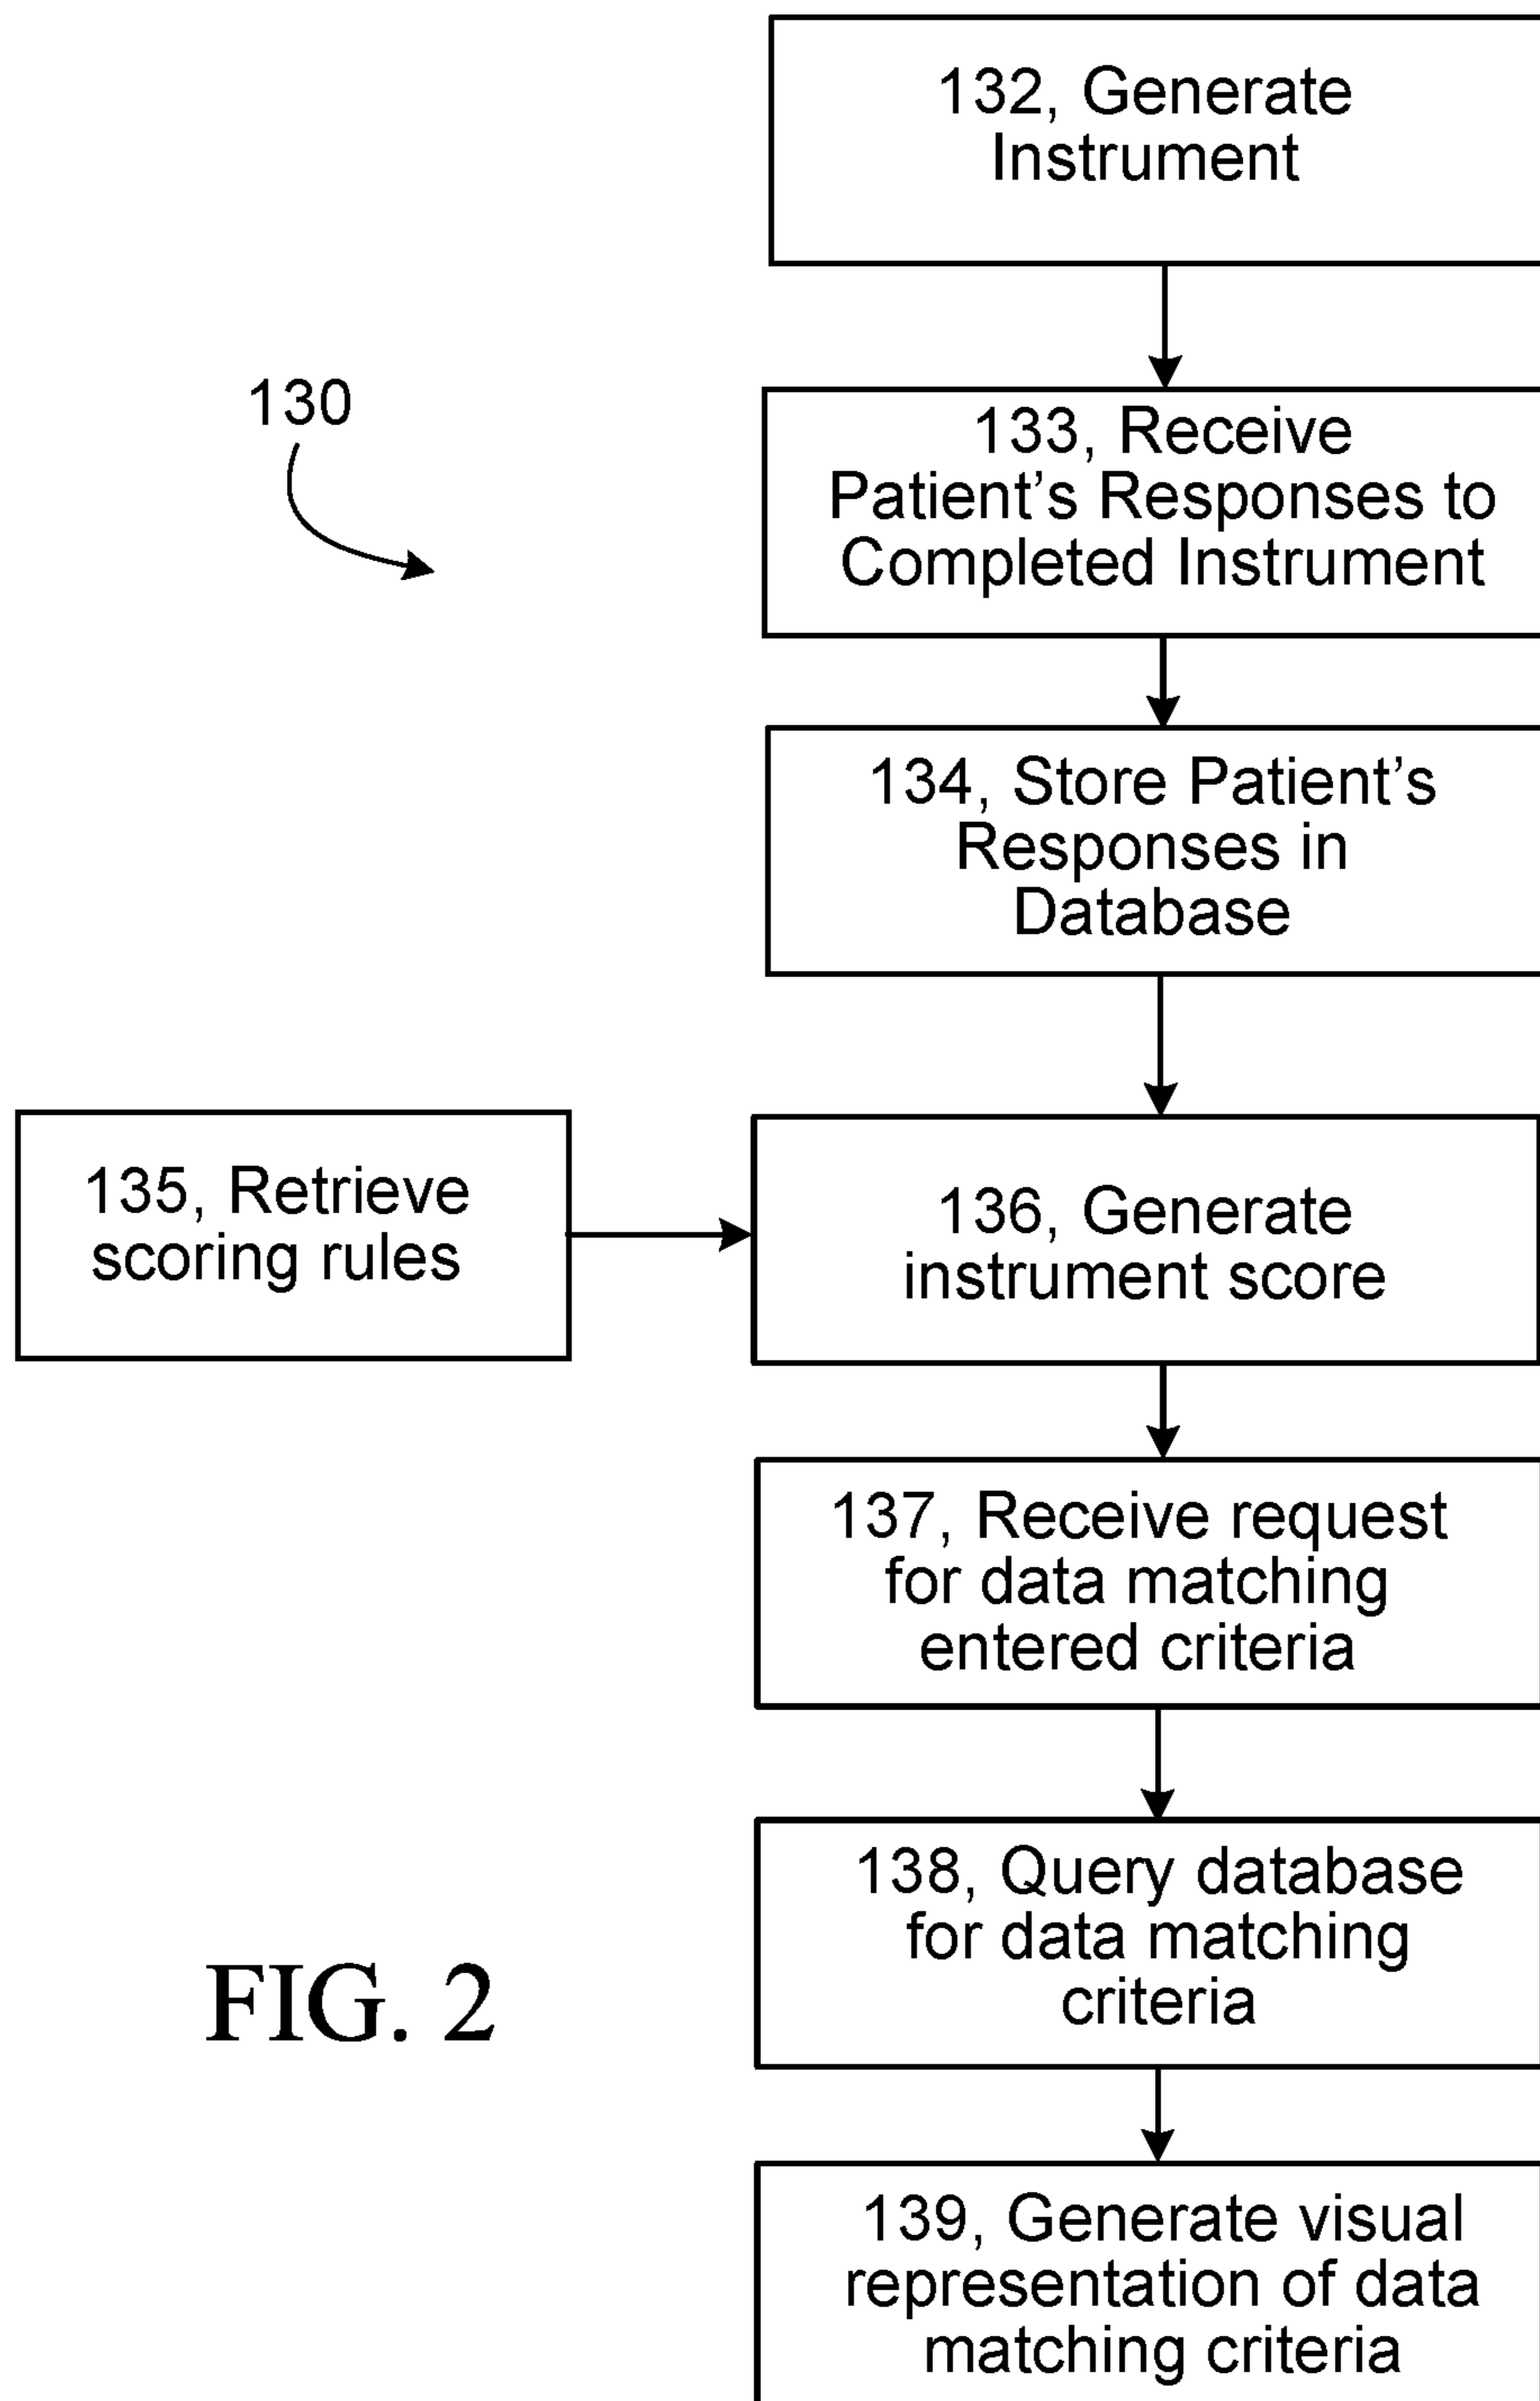 132, Generate
Instrument
130
133, Receive
Patient's Responses to
Completed Instrument
134, Store Patient's
Responses in
Database
135, Retrieve
scoring rules
136, Generate
instrument score
137, Receive request
for data matching
entered criteria
138, Query database
for data matching
criteria
FIG. 2
139, Generate visual
representation of data
matching criteria